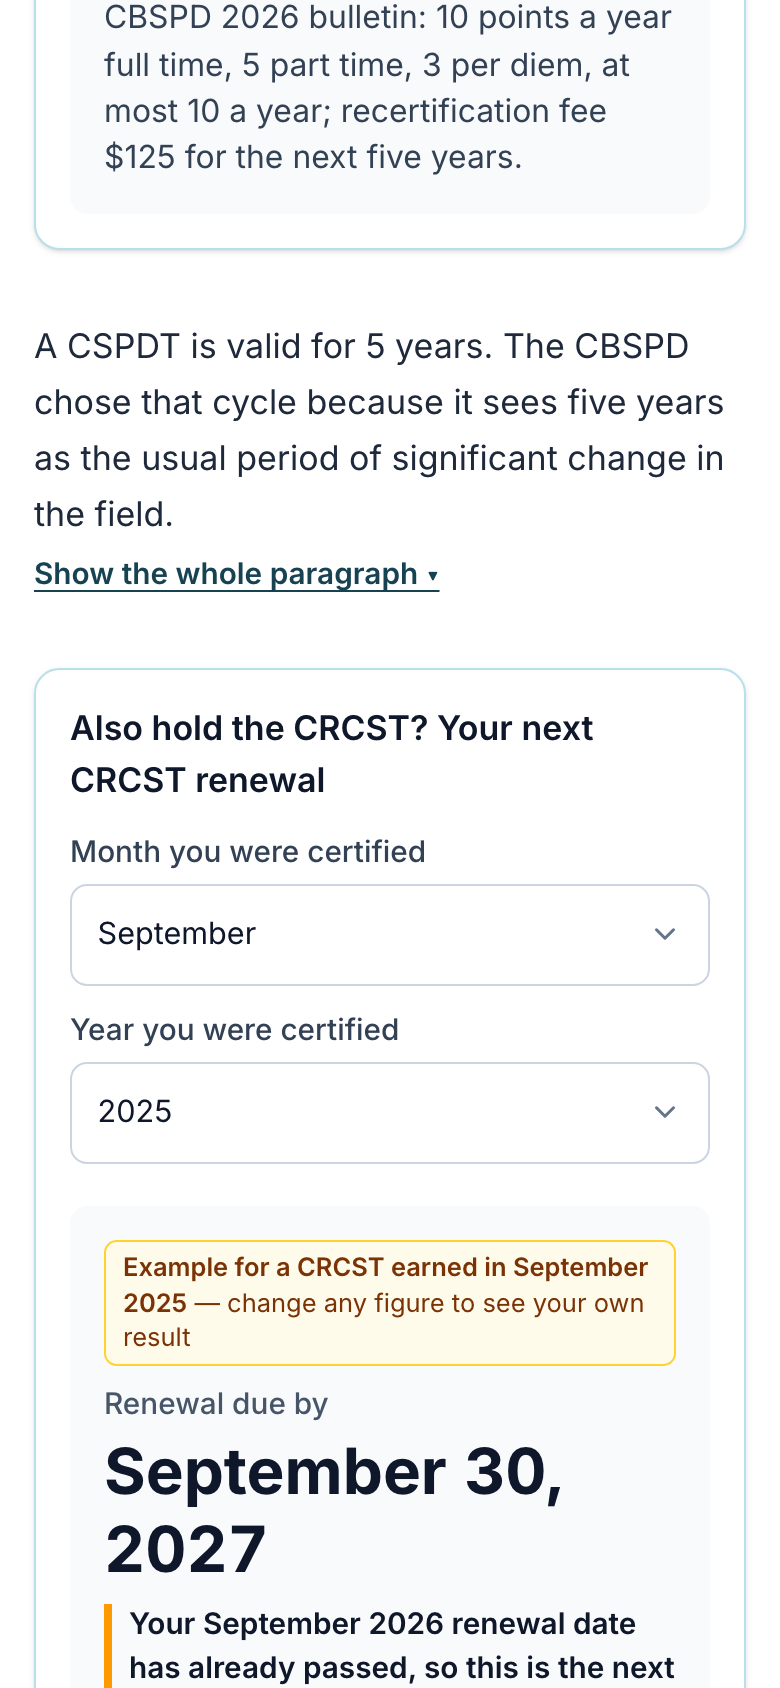 CBSPD 2026 bulletin: 10 points a year
full time, 5 part time, 3 per diem, at
most 10 a year; recertification fee
$125 for the next five years.
A CSPDT is valid for 5 years. The CBSPD
chose that cycle because it sees five years
as the usual period of significant change in
the field.
Show the whole paragraph ▾
Also hold the CRCST? Your next
CRCST renewal
Month you were certified
September
Year you were certified
2025
Example for a CRCST earned in September
2025 — change any figure to see your own
result
Renewal due by
September 30,
2027
Your September 2026 renewal date
has already passed, so this is the next